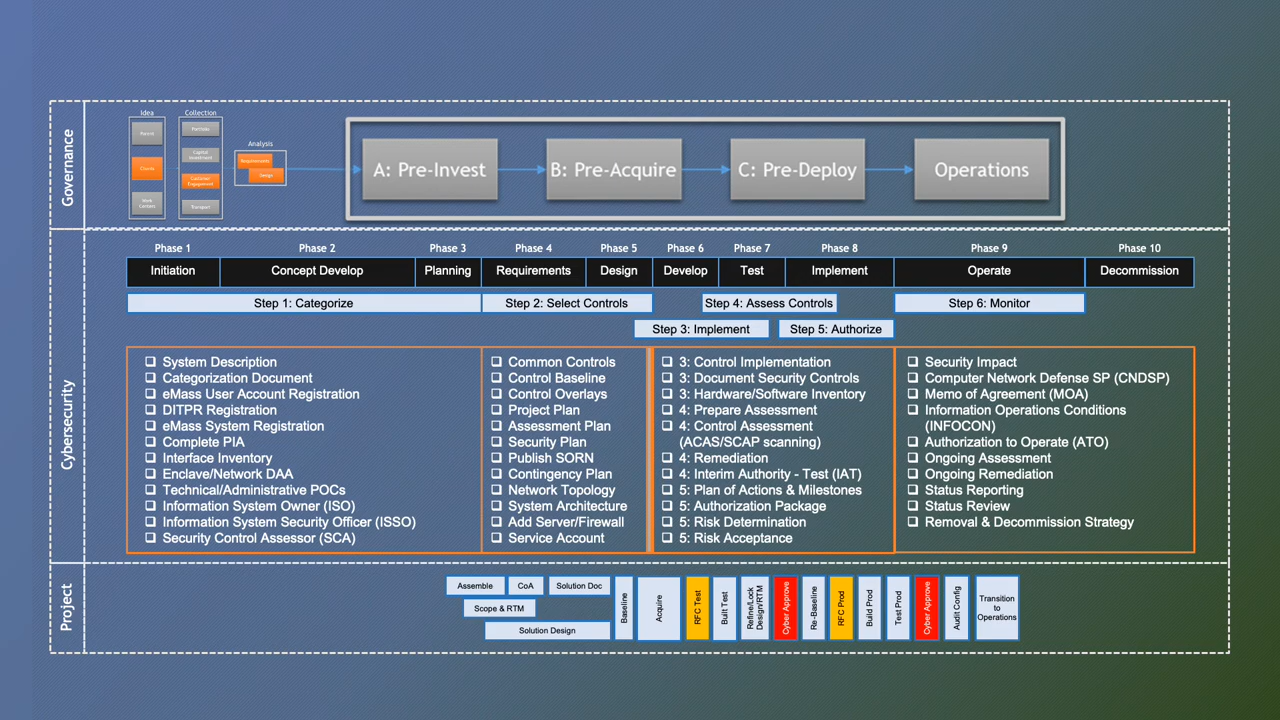 Governance
Idea
Parent
Collection
Portfolio
Capital
Investment
Customer
Engagement
Transport
Work
Centers
Analysis
Requirements
Design
A: Pre-Invest
B: Pre-Acquire
C: Pre-Deploy
Operations
Cybersecurity
Phase 1
Phase 2
Phase 3
Phase 4
Phase 5
Phase 6
Phase 7
Phase 8
Phase 9
Phase 10
Initiation
Concept Develop
Planning
Requirements
Design
Develop
Test
Implement
Operate
Decommission
Step 1: Categorize
Step 2: Select Controls
Step 4: Assess Controls
Step 6: Monitor
Step 3: Implement
Step 5: Authorize
System Description
Categorization Document
eMass User Account Registration
DITPR Registration
eMass System Registration
Complete PIA
Interface Inventory
Enclave/Network DAA
Technical/Administrative POCs
Information System Owner (ISO)
Information System Security Officer (ISSO)
Security Control Assessor (SCA)
Common Controls
Control Baseline
Control Overlays
Project Plan
Assessment Plan
Security Plan
Publish SORN
Contingency Plan
Network Topology
System Architecture
Add Server/Firewall
Service Account
3: Control Implementation
3: Document Security Controls
3: Hardware/Software Inventory
4: Prepare Assessment
4: Control Assessment
(ACAS/SCAP scanning)
4: Remediation
4: Interim Authority - Test (IAT)
5: Plan of Actions & Milestones
5: Authorization Package
5: Risk Determination
5: Risk Acceptance
Security Impact
Computer Network Defense SP (CNDSP)
Memo of Agreement (MOA)
Information Operations Conditions
(INFOCON)
Authorization to Operate (ATO)
Ongoing Assessment
Ongoing Remediation
Status Reporting
Status Review
Removal & Decommission Strategy
Project
Assemble
CoA
Solution Doc
Scope & RTM
Solution Design
Baseline
Acquire
RFC Test
Built Test
Refine/Lock
Design/RTM
Cyber Approve
Re-Baseline
RFC Prod
Build Prod
Test Prod
Cyber Approve
Audit Config
Transition
to
Operations